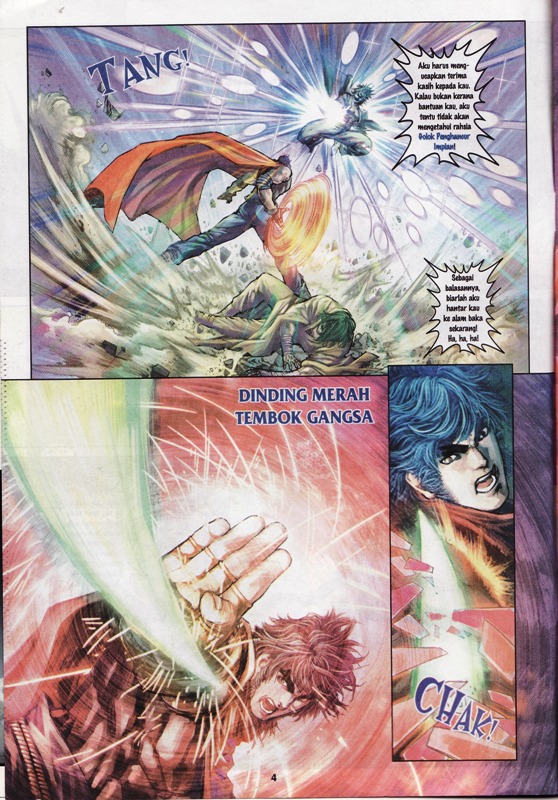 TANG!
Aku harus meng-
ucapkan terima
kasih kepada kau.
Kalau bukan kerana
bantuan kau, aku
tentu tidak akan
mengetahui rahsia
Golok Penghancur
Impian!
Sebagai
balasannya,
biarlah aku
hantar kau
ke alam baka
sekarang!
Ha, ha, ha!
DINDING MERAH
TEMBOK GANGSA
CHAK!
4